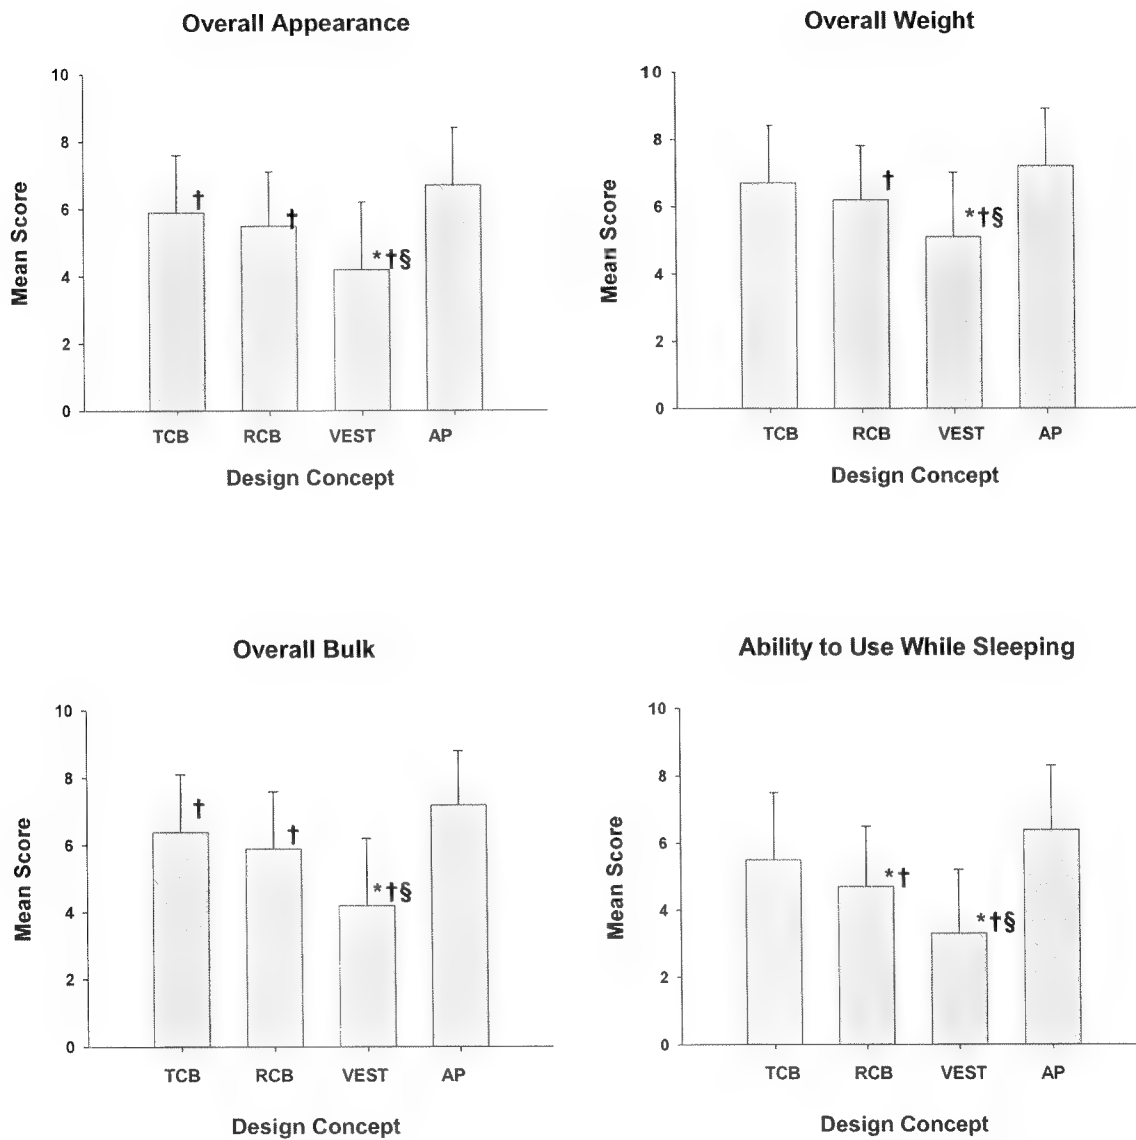 Overall Appearance
Mean Score
10
8
6
4
2
0
†
†
*†§
TCB RCB VEST AP
Design Concept
Overall Weight
Mean Score
10
8
6
4
2
0
†
*†§
TCB RCB VEST AP
Design Concept
Overall Bulk
Mean Score
10
8
6
4
2
0
†
†
*†§
TCB RCB VEST AP
Design Concept
Ability to Use While Sleeping
Mean Score
10
8
6
4
2
0
*†
*†§
TCB RCB VEST AP
Design Concept